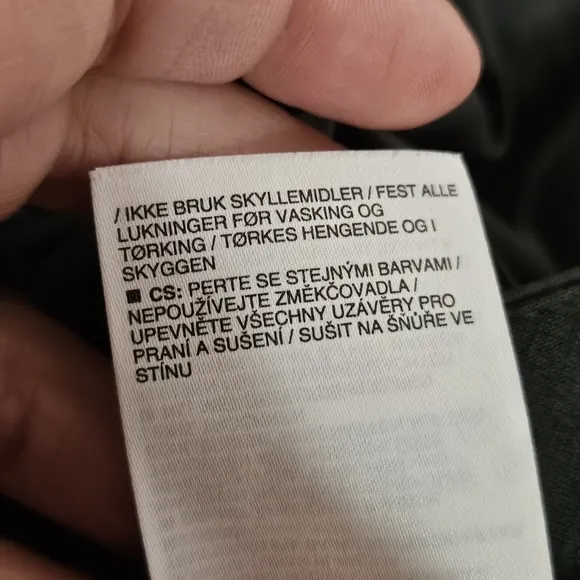 / IKKE BRUK SKYLLEMIDLER / FEST ALLE
LUKNINGER FØR VASKING OG
TØRKING / TØRKES HENGENDE OG I
SKYGGEN
■ CS: PERTE SE STEJNÝMI BARVAMI /
NEPOUŽÍVEJTE ZMĚKČOVADLA /
UPEVNĚTE VŠECHNY UZÁVĚRY PRO
PRANÍ A SUŠENÍ / SUŠIT NA ŠŇŮŘE VE
STÍNU